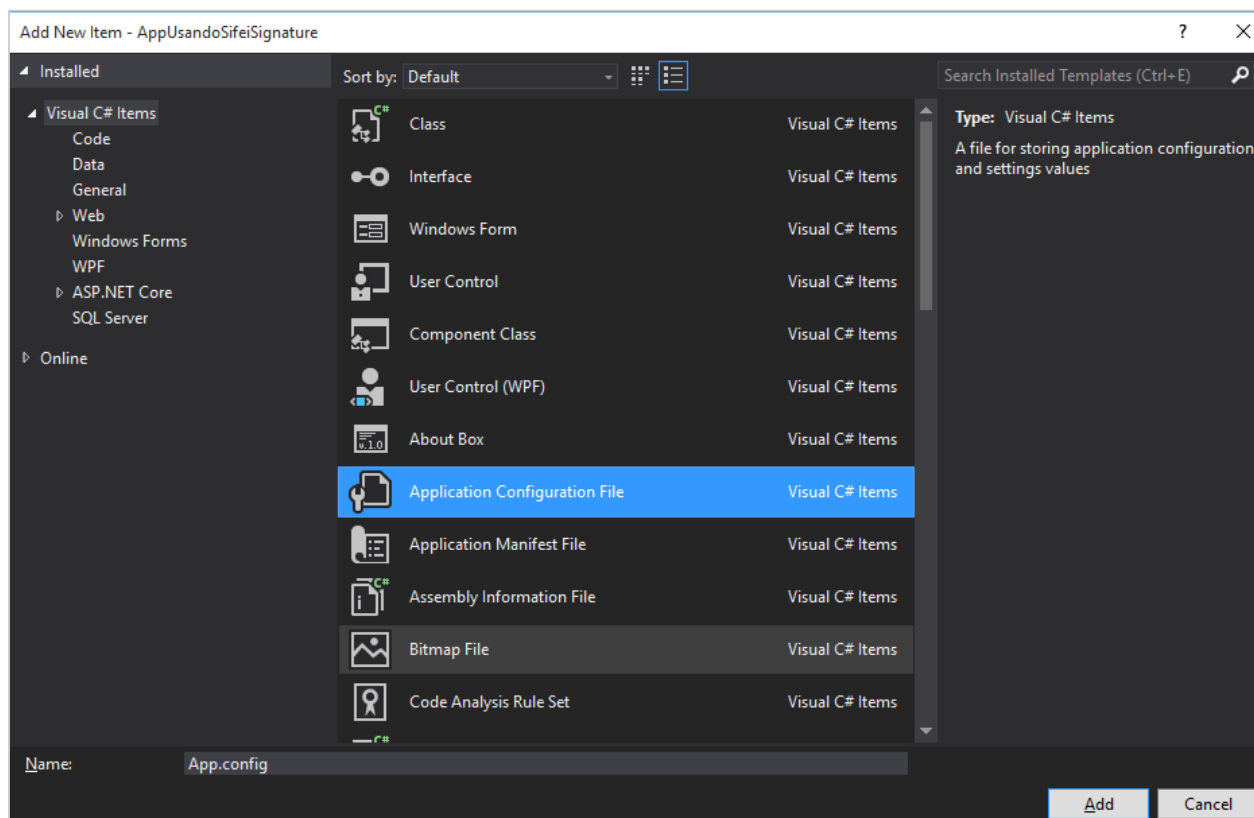 Add New Item - AppUsandoSifeiSignature
?
Installed
Sort by: Default
Search Installed Templates (Ctrl+E)
Visual C# Items
Code
Data
General
Web
Windows Forms
WPF
ASP.NET Core
SQL Server
Online
C#
Class Visual C# Items
Interface Visual C# Items
Windows Form Visual C# Items
User Control Visual C# Items
Component Class Visual C# Items
User Control (WPF) Visual C# Items
v.1.0
About Box Visual C# Items
Application Configuration File Visual C# Items
Application Manifest File Visual C# Items
C#
Assembly Information File Visual C# Items
Bitmap File Visual C# Items
Code Analysis Rule Set Visual C# Items
C#
Type: Visual C# Items
A file for storing application configuration
and settings values
Name: App.config
Add Cancel